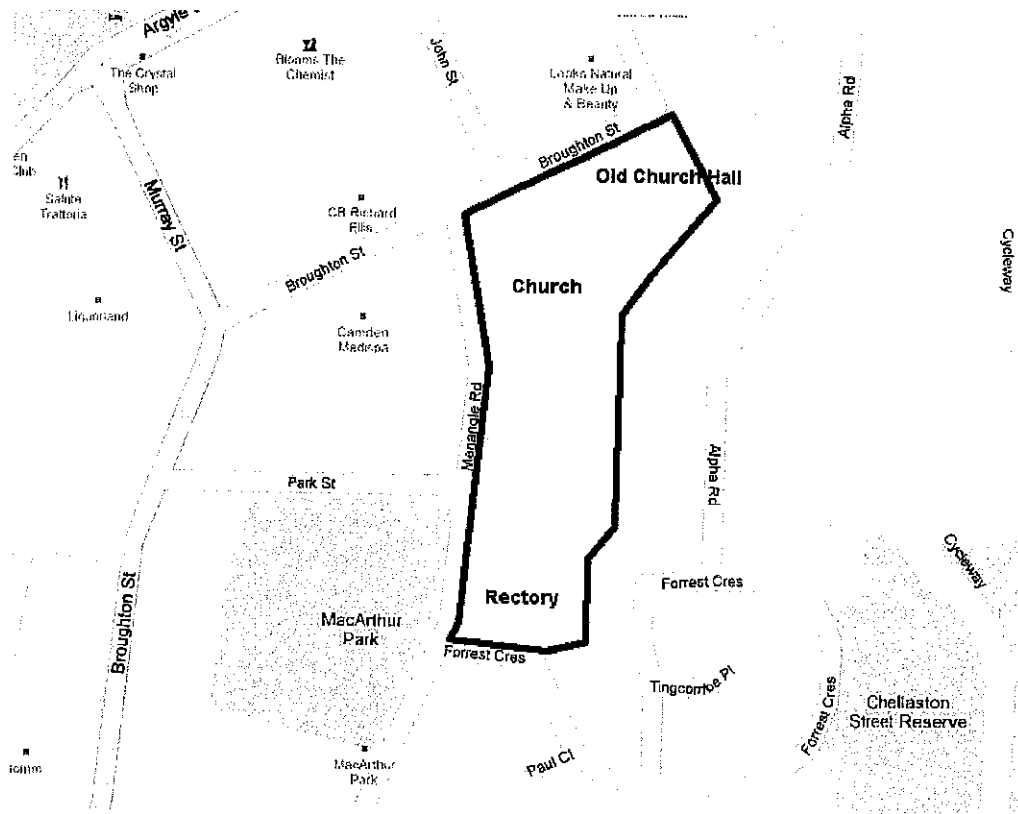 Argyle
The Crystal
Shop
Blooms The
Chemist
John St
Looks Natural
Make Up
& Beauty
Alpha Rd
Broughton St
Old Church Hall
Club
Salute
Trattoria
Murray St
CB Richard
Ellis
Broughton St
Cycleway
Church
Camden
Medispa
Menangle Rd
Park St
Alpha Rd
Cycleway
Forrest Cres
Rectory
Broughton St
MacArthur
Park
Forrest Cres
Tingcombe Pl
Forrest Cres
Chellaston
Street Reserve
MacArthur
Park
Paul Ct